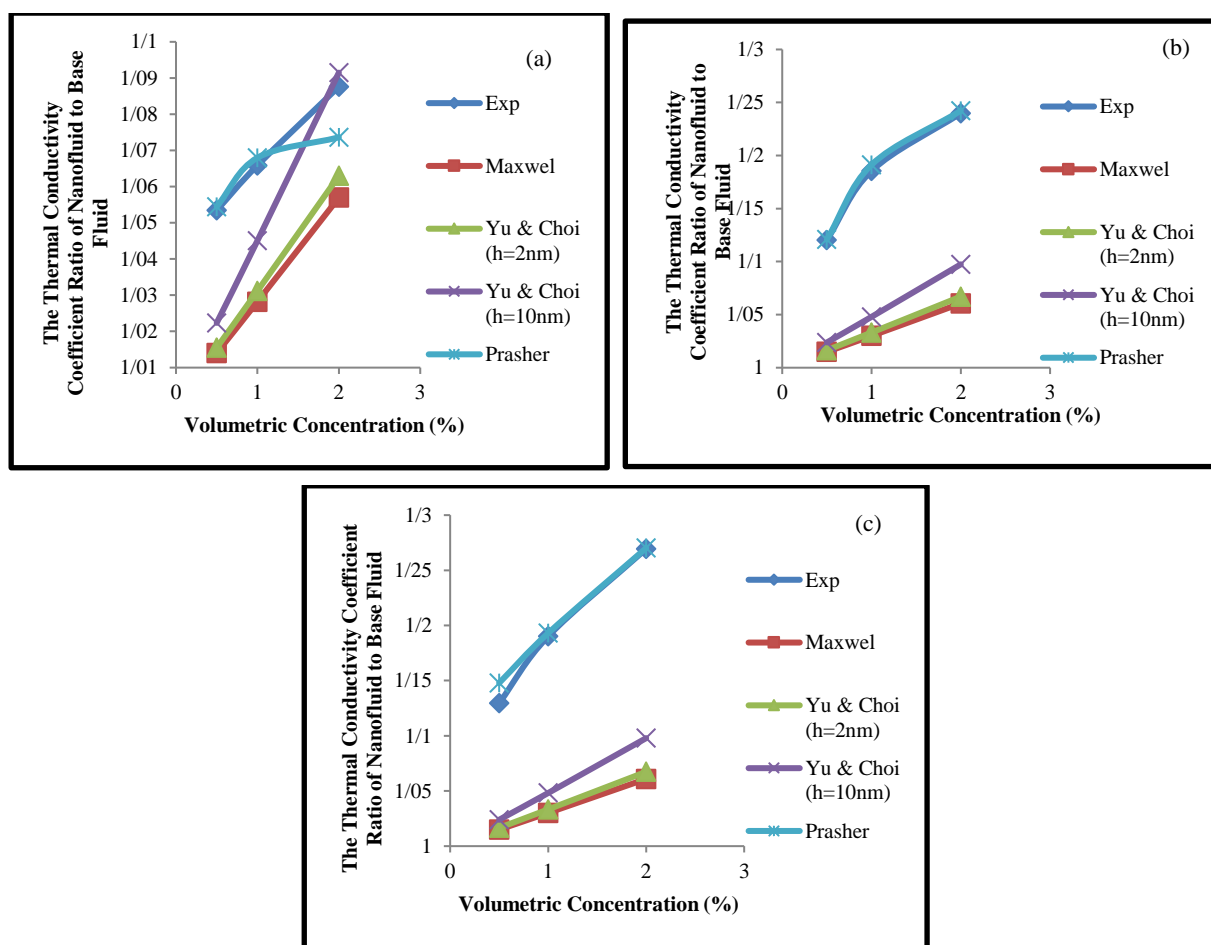 (a)
The Thermal Conductivity
Coefficient Ratio of Nanofluid to Base
Fluid
1/1
1/09
1/08
1/07
1/06
1/05
1/04
1/03
1/02
1/01
0
1
2
3
Volumetric Concentration (%)
Exp
Maxwel
Yu & Choi
(h=2nm)
Yu & Choi
(h=10nm)
Prasher
(b)
The Thermal Conductivity
Coefficient Ratio of Nanofluid to
Base Fluid
1/3
1/25
1/2
1/15
1/1
1/05
1
0
1
2
3
Volumetric Concentration (%)
Exp
Maxwel
Yu & Choi
(h=2nm)
Yu & Choi
(h=10nm)
Prasher
(c)
The Thermal Conductivity Coefficient
Ratio of Nanofluid to Base Fluid
1/3
1/25
1/2
1/15
1/1
1/05
1
0
1
2
3
Volumetric Concentration (%)
Exp
Maxwel
Yu & Choi
(h=2nm)
Yu & Choi
(h=10nm)
Prasher